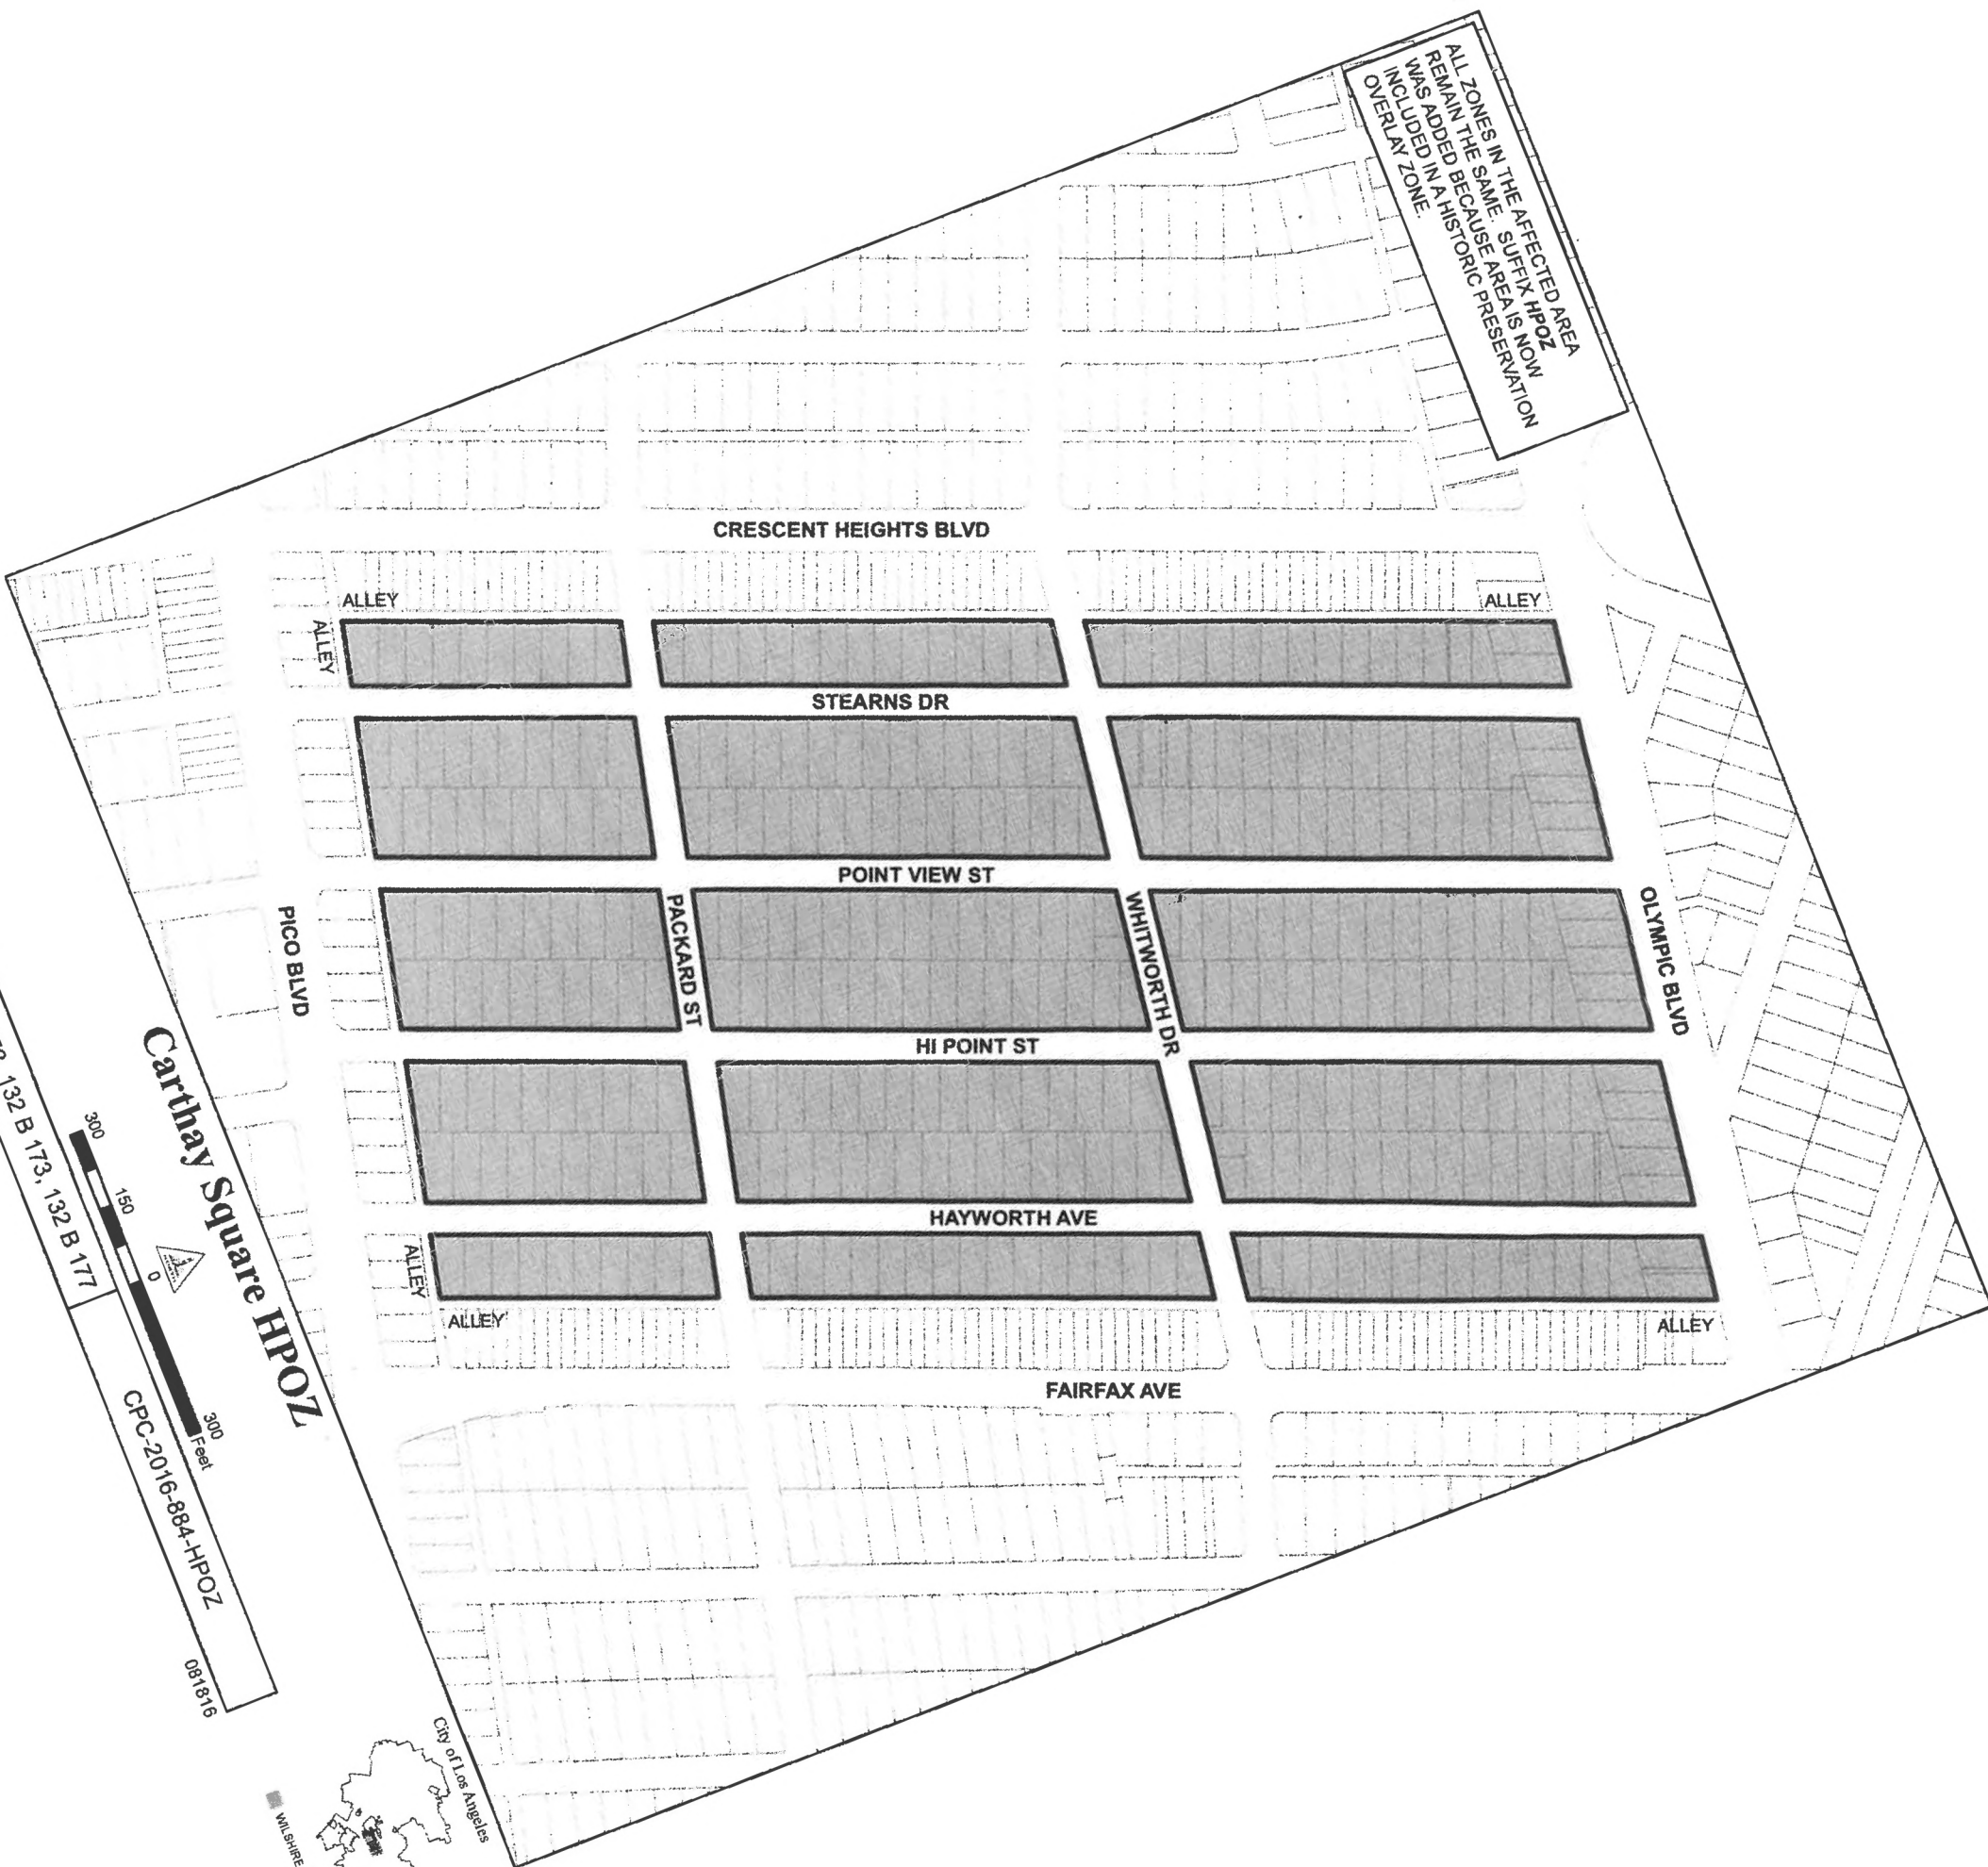 ALL ZONES IN THE AFFECTED AREA
REMAIN THE SAME. SUFFIX HPOZ
WAS ADDED BECAUSE AREA IS NOW
INCLUDED IN A HISTORIC PRESERVATION
OVERLAY ZONE.
CRESCENT HEIGHTS BLVD
ALLEY
ALLEY
ALLEY
STEARNS DR
POINT VIEW ST
PICO BLVD
PACKARD ST
WHITWORTH DR
OLYMPIC BLVD
HI POINT ST
HAYWORTH AVE
ALLEY
ALLEY
ALLEY
FAIRFAX AVE
Carthay Square HPOZ
300
150
0
300
Feet
132 B 173, 132 B 177
CPC-2016-884-HPOZ
081816
City of Los Angeles
WILSHIRE